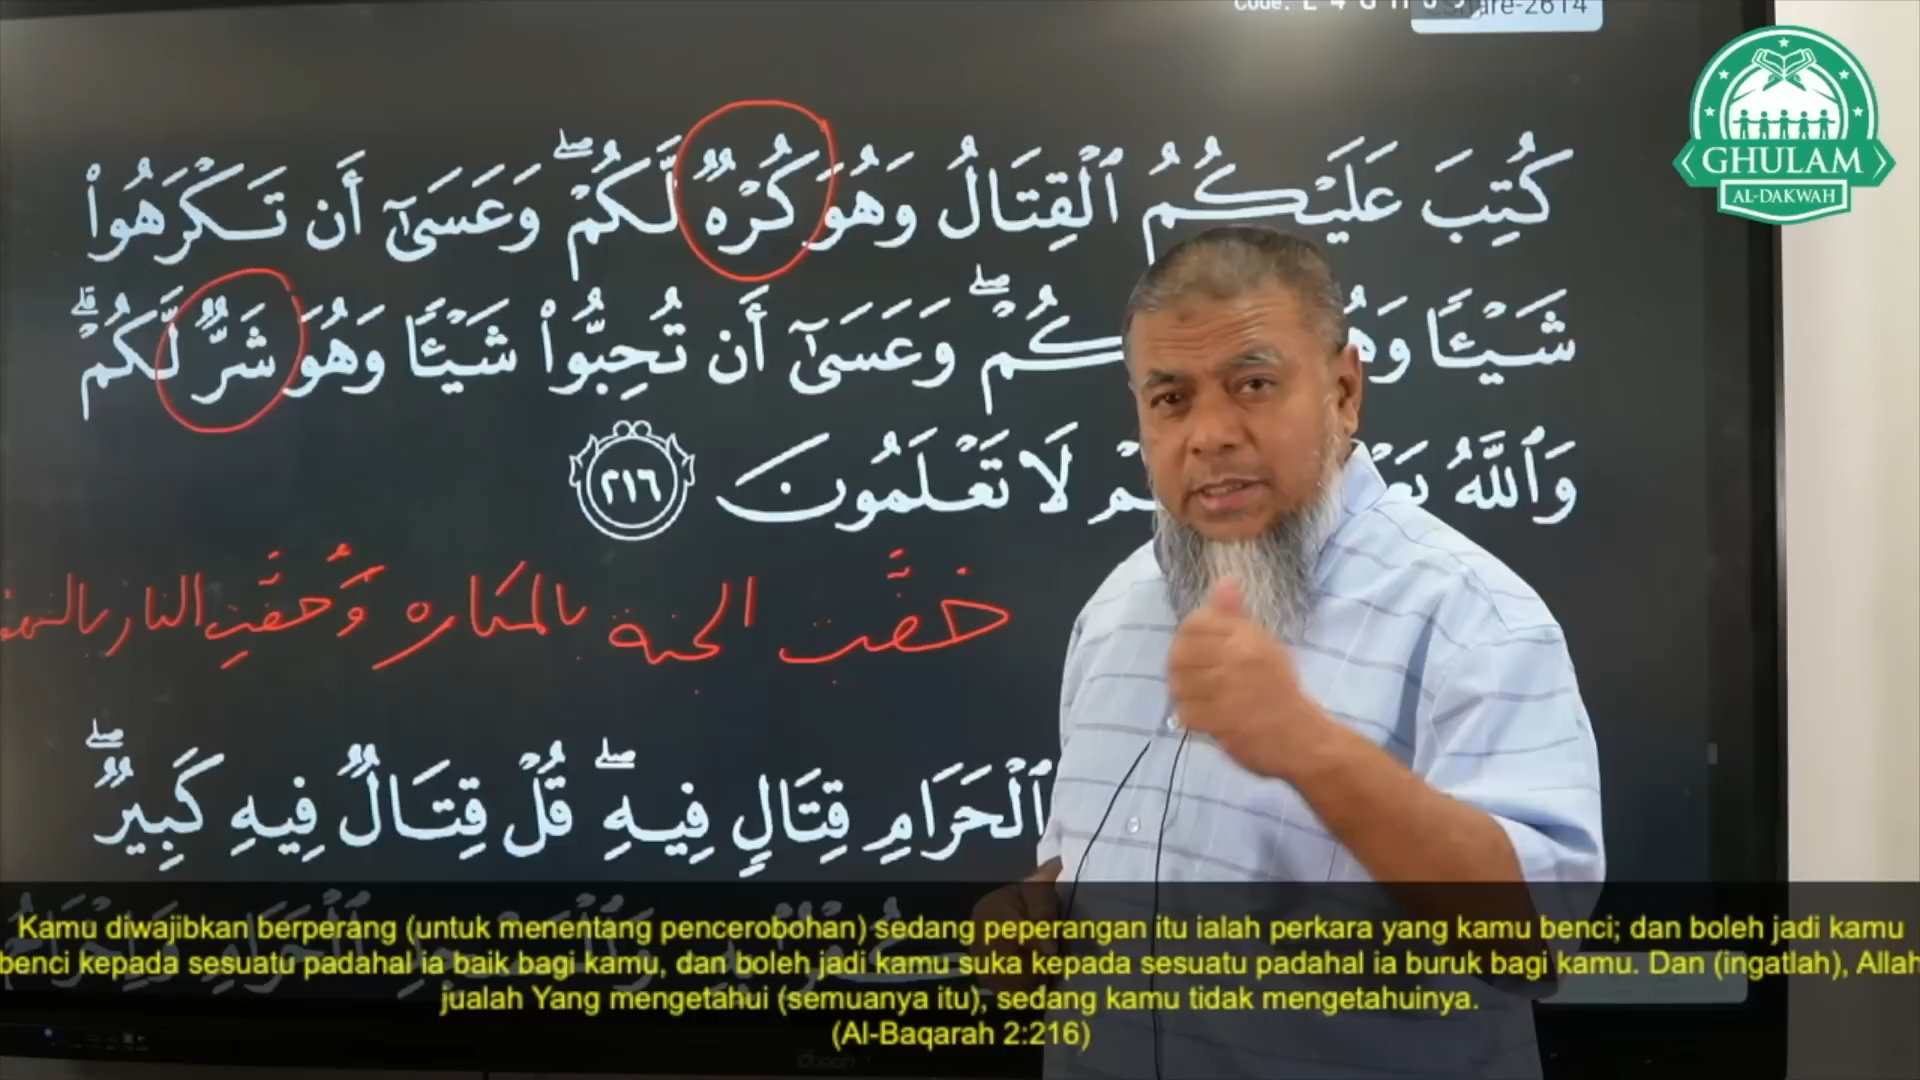 GHULAM
AL-DAKWAH
كُتِبَ عَلَيْكُمُ ٱلْقِتَالُ وَهُوَ كُرْهٌ لَّكُمْ ۖ وَعَسَىٰٓ أَن تَكْرَهُوا۟
شَيْـًٔا كُمْ ۖ وَعَسَىٰٓ أَن تُحِبُّوا۟ شَيْـًٔا وَهُوَ شَرٌّ لَّكُمْ ۗ
وَٱللَّهُ لَا تَعْلَمُونَ ٢١٦
حفَّت الجنة بالمكاره وَحُفَّت النار
ٱلْحَرَامِ قِتَالٍ فِيهِ ۖ قُلْ قِتَالٌ فِيهِ كَبِيرٌ ۖ
Kamu diwajibkan berperang (untuk menentang pencerobohan) sedang peperangan itu ialah perkara yang kamu benci; dan boleh jadi kamu
benci kepada sesuatu padahal ia baik bagi kamu, dan boleh jadi kamu suka kepada sesuatu padahal ia buruk bagi kamu. Dan (ingatlah), Allah
jualah Yang mengetahui (semuanya itu), sedang kamu tidak mengetahuinya.
(Al-Baqarah 2:216)